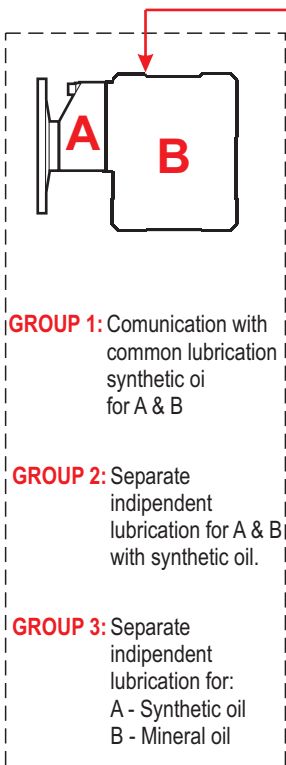 A
B
GROUP 1: Comunication with
common lubrication
synthetic oi
for A & B
GROUP 2: Separate
indipendent
lubrication for A & B
with synthetic oil.
GROUP 3: Separate
indipendent
lubrication for:
A - Synthetic oil
B - Mineral oil